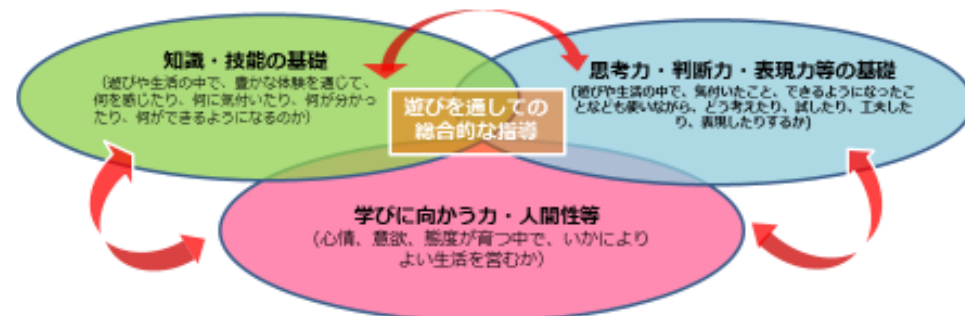 知識・技能の基礎
(遊びや生活の中で、豊かな体験を通じて、
何を感じたり、何に気付いたり、何が分かっ
たり、何ができるようになるのか)
思考力・判断力・表現力等の基礎
(遊びや生活の中で、気付いたこと、できるようになったこ
となども使いながら、どう考えたり、試したり、工夫した
り、表現したりするか)
遊びを通しての
総合的な指導
学びに向かう力・人間性等
(心情、意欲、態度が育つ中で、いかにより
よい生活を営むか)